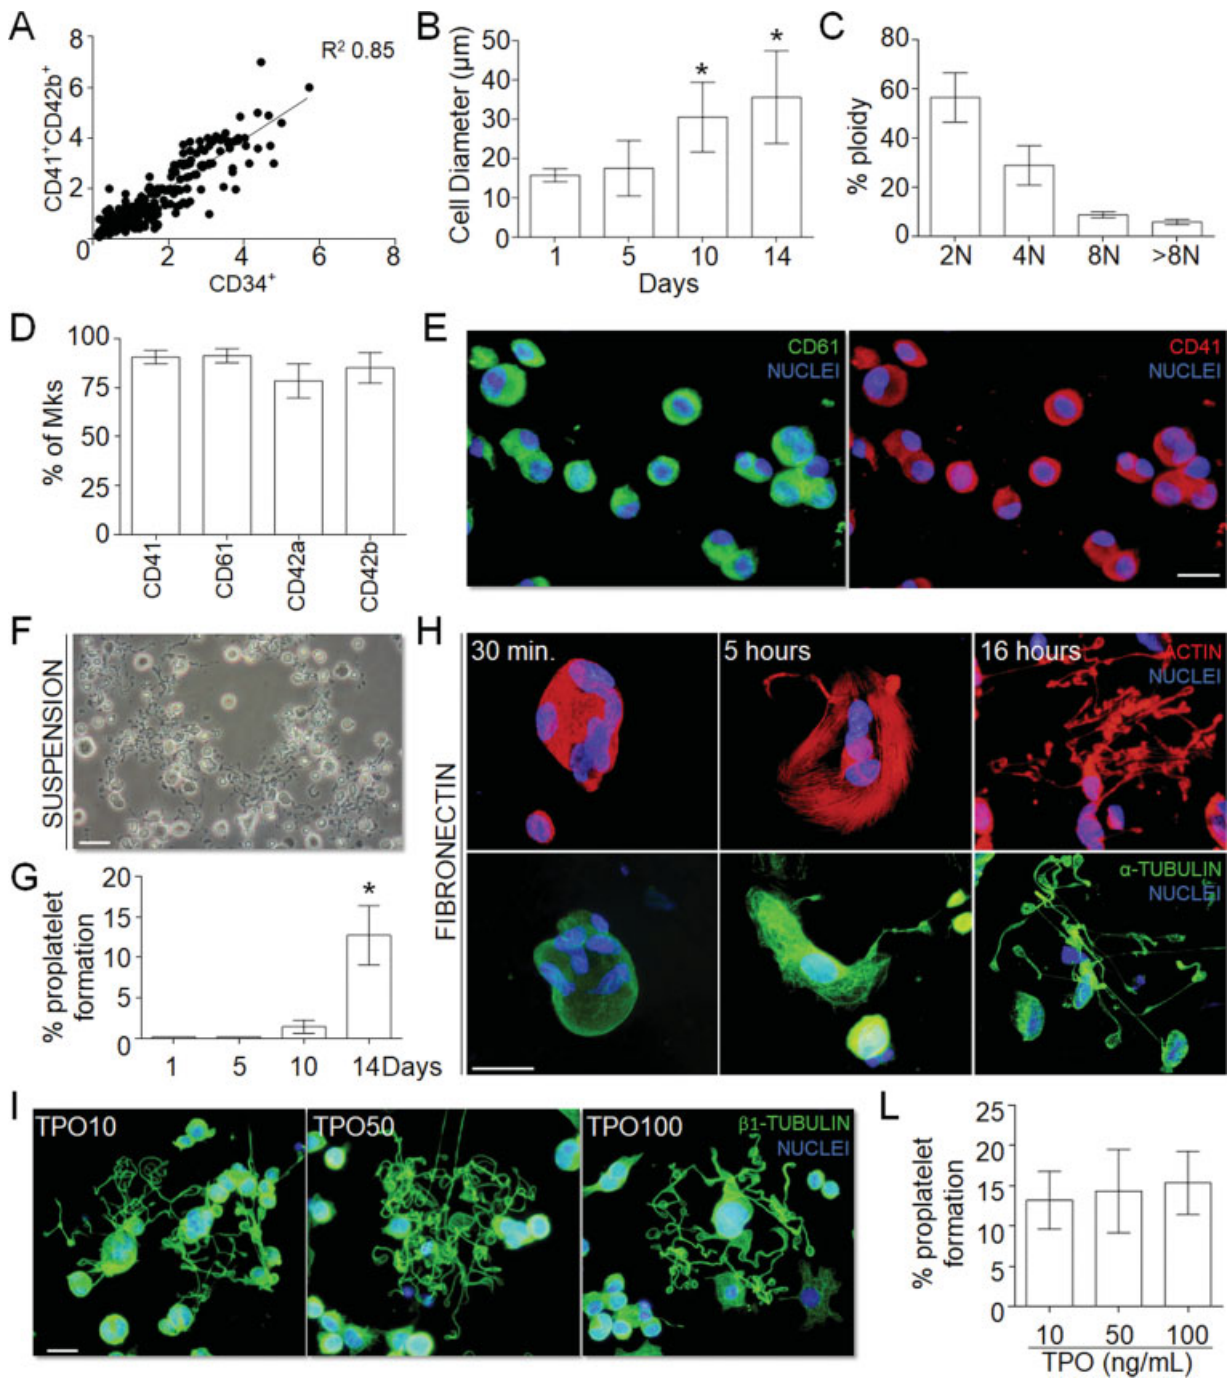 A
8
6
4
2
0
2
4
6
8
CD41⁺CD42b⁺
CD34⁺
R² 0.85
B
50
40
30
20
10
0
Cell Diameter (µm)
*
*
1
5
10
14
Days
C
80
60
40
20
0
% ploidy
2N
4N
8N
>8N
D
100
75
50
25
0
% of Mks
CD41
CD61
CD42a
CD42b
E
CD61
NUCLEI
CD41
NUCLEI
F
SUSPENSION
G
20
15
10
5
0
% proplatelet
formation
*
1
5
10
14Days
H
FIBRONECTIN
30 min.
5 hours
16 hours
ACTIN
NUCLEI
α-TUBULIN
NUCLEI
I
TPO10
TPO50
TPO100
β1-TUBULIN
NUCLEI
L
25
20
15
10
5
0
% proplatelet
formation
10
50
100
TPO (ng/mL)